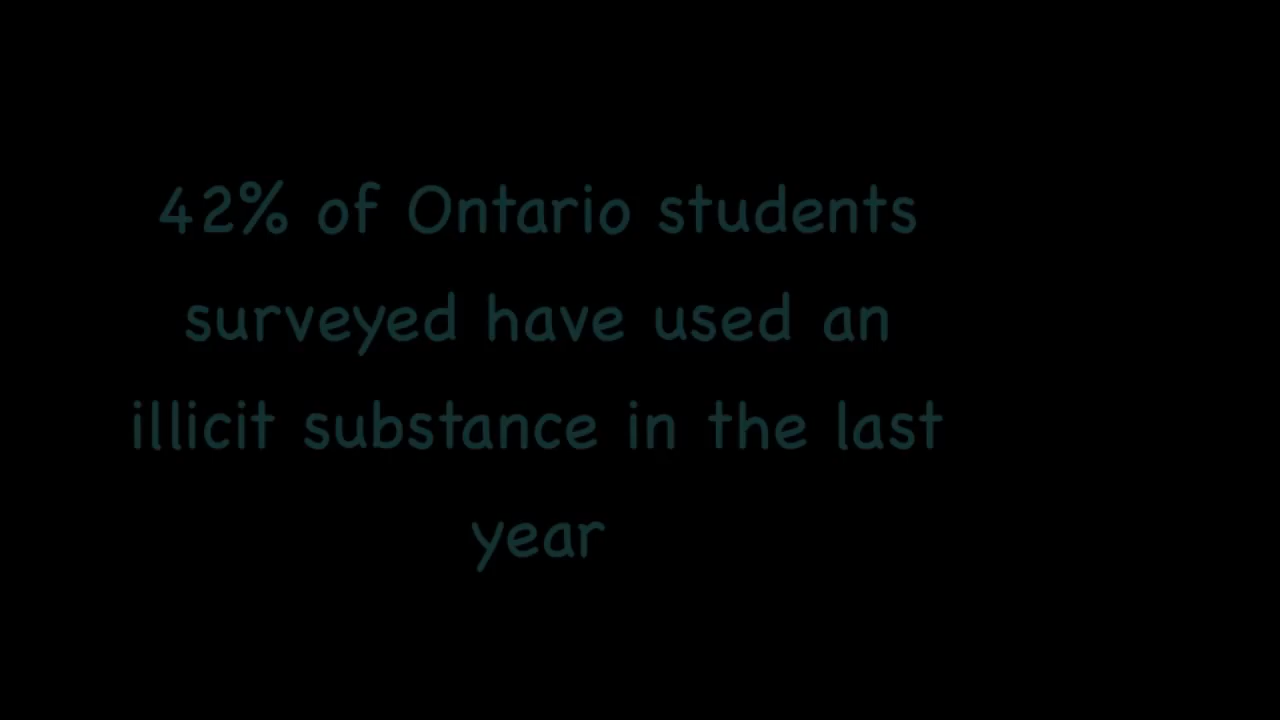 42% of Ontario students
surveyed have used an
illicit substance in the last
year